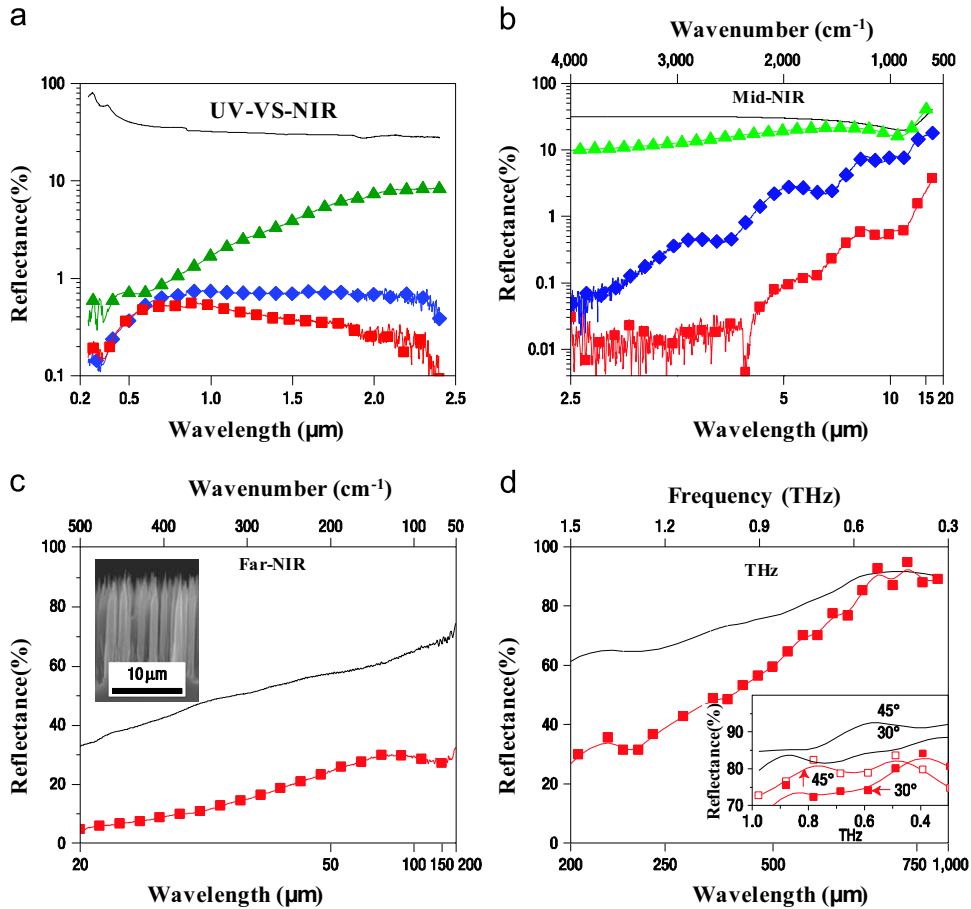 a
UV-VS-NIR
Reflectance(%)
100
10
1
0.1
0.2 0.5 1.0 1.5 2.0 2.5
Wavelength (μm)
b
Wavenumber (cm-1)
4,000 3,000 2,000 1,000 500
Mid-NIR
Reflectance(%)
100
10
1
0.1
0.01
2.5 5 10 15 20
Wavelength (μm)
c
Wavenumber (cm-1)
500 400 300 200 100 50
Far-NIR
10μm
Reflectance(%)
100
80
60
40
20
0
20 50 100 150 200
Wavelength (μm)
d
Frequency (THz)
1.5 1.2 0.9 0.6 0.3
THz
Reflectance(%)
100
80
60
40
20
0
Reflectance(%)
90
80
70
45°
30°
45°
30°
1.0 0.8 0.6 0.4
THz
200 250 500 750 1,000
Wavelength (μm)